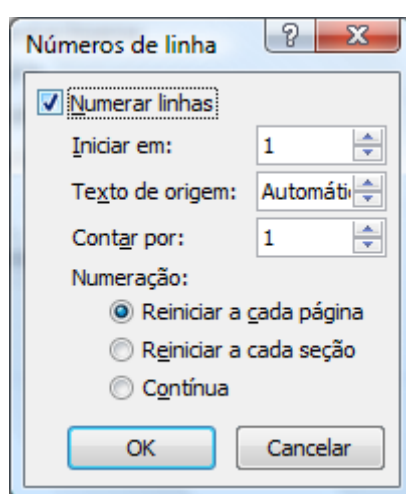 Números de linha
Numerar linhas
Iniciar em: 1
Texto de origem: Automáti
Contar por: 1
Numeração:
Reiniciar a cada página
Reiniciar a cada seção
Contínua
OK Cancelar